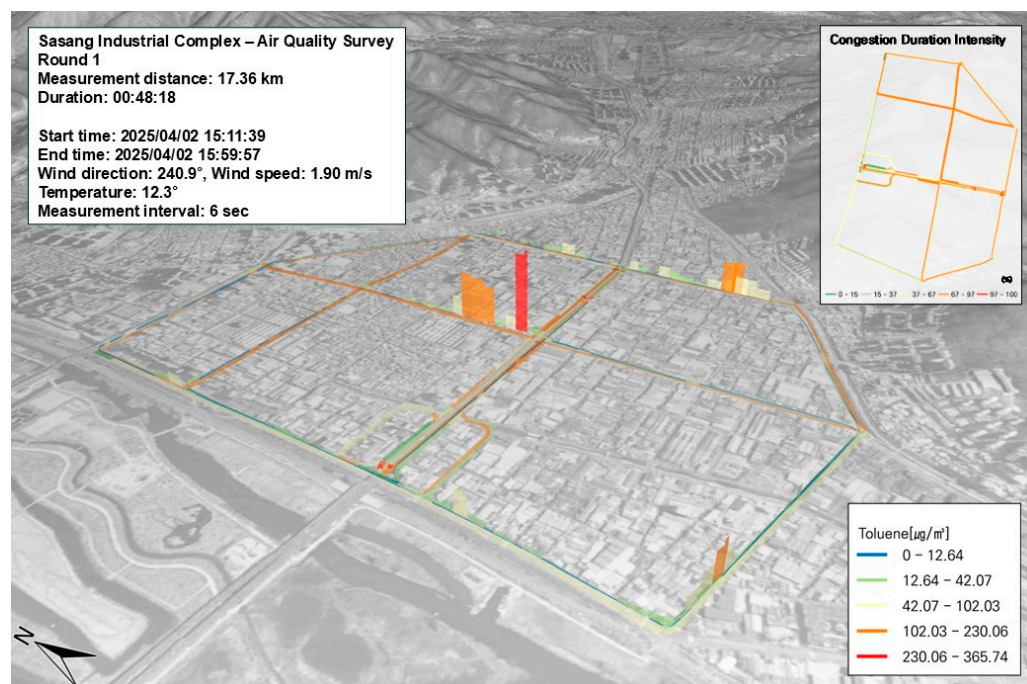 Sasang Industrial Complex – Air Quality Survey
Round 1
Measurement distance: 17.36 km
Duration: 00:48:18
Start time: 2025/04/02 15:11:39
End time: 2025/04/02 15:59:57
Wind direction: 240.9°, Wind speed: 1.90 m/s
Temperature: 12.3°
Measurement interval: 6 sec
Congestion Duration Intensity
0 – 15 15 – 37 37 – 67 67 – 97 97 – 100
Toluene[㎍/㎥]
0 – 12.64
12.64 – 42.07
42.07 – 102.03
102.03 – 230.06
230.06 – 365.74
N